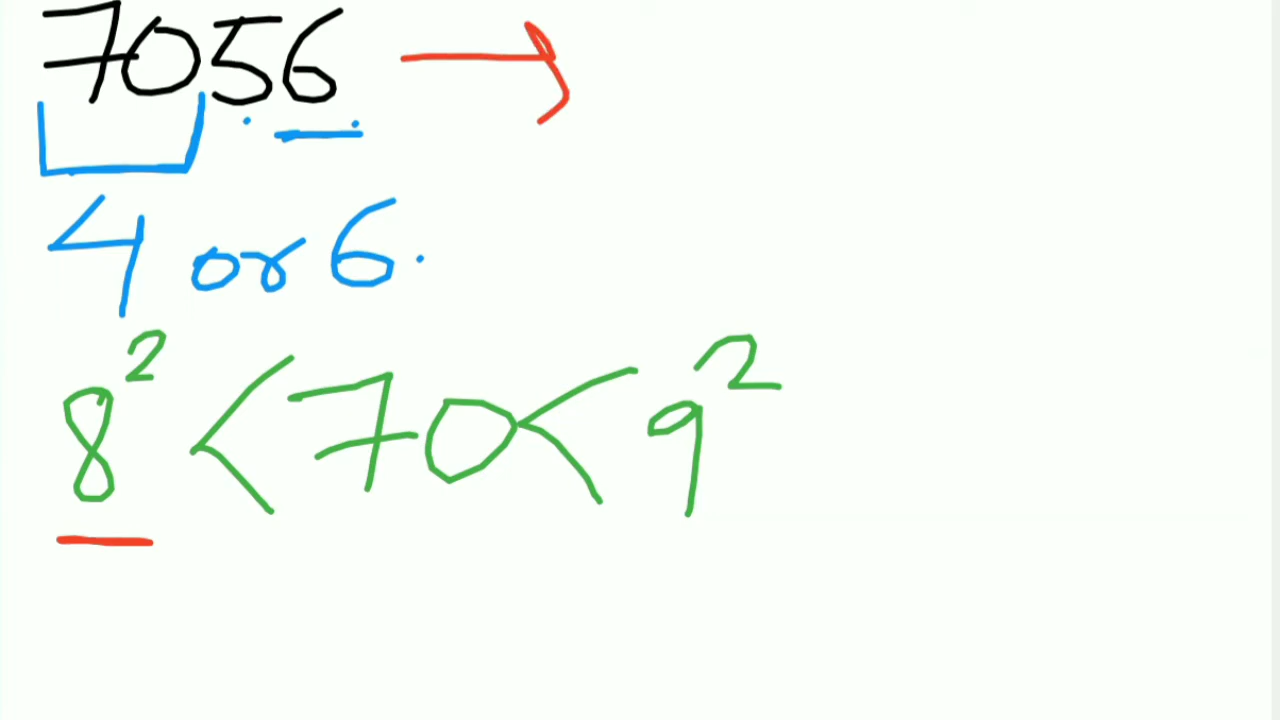 7056 →
4 or 6.
8² < 70 < 9²